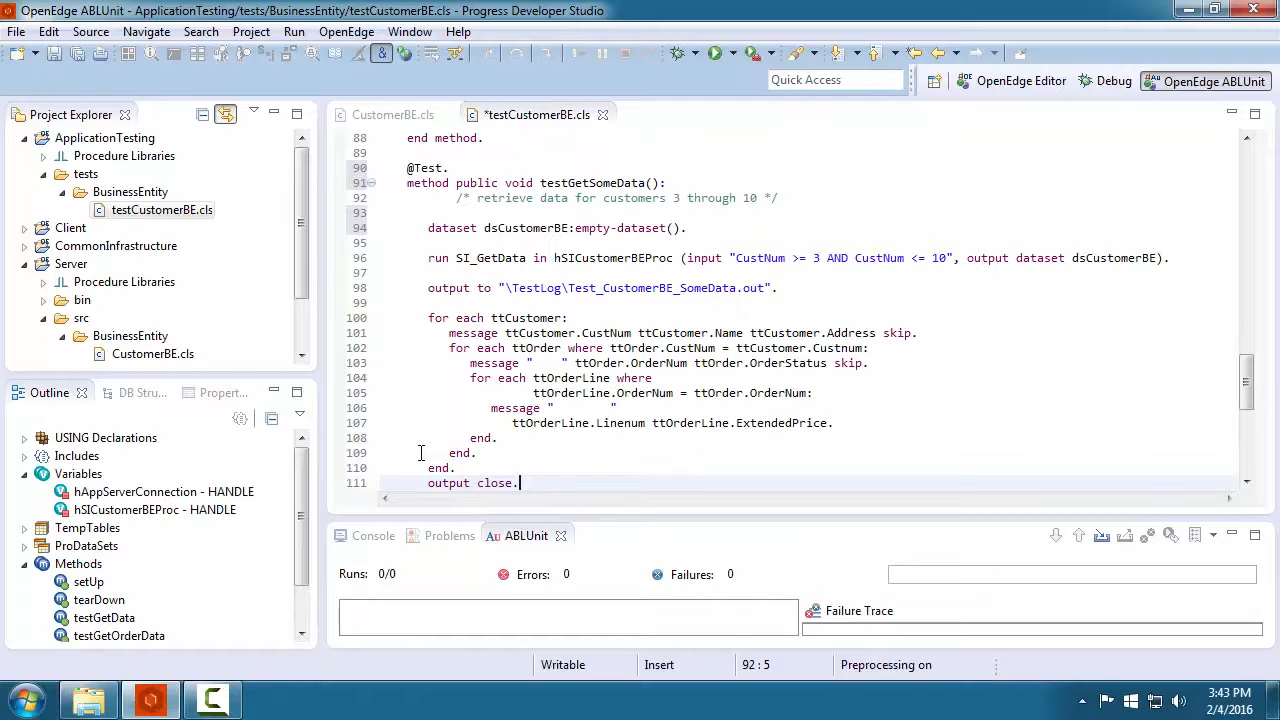 OpenEdge ABLUnit - ApplicationTesting/tests/BusinessEntity/testCustomerBE.cls - Progress Developer Studio
File Edit Source Navigate Search Project Run OpenEdge Window Help
Quick Access
OpenEdge Editor
Debug
OpenEdge ABLUnit
Project Explorer
ApplicationTesting
Procedure Libraries
tests
BusinessEntity
testCustomerBE.cls
Client
CommonInfrastructure
Server
Procedure Libraries
bin
src
BusinessEntity
CustomerBE.cls
Outline
DB Stru...
Propert...
USING Declarations
Includes
Variables
hAppServerConnection - HANDLE
hSICustomerBEProc - HANDLE
TempTables
ProDataSets
Methods
setUp
tearDown
testGetData
testGetOrderData
CustomerBE.cls
*testCustomerBE.cls
88 end method.
89
90 @Test.
91 method public void testGetSomeData():
92 /* retrieve data for customers 3 through 10 */
93
94 dataset dsCustomerBE:empty-dataset().
95
96 run SI_GetData in hSICustomerBEProc (input "CustNum >= 3 AND CustNum <= 10", output dataset dsCustomerBE).
97
98 output to "\TestLog\Test_CustomerBE_SomeData.out".
99
100 for each ttCustomer:
101 message ttCustomer.CustNum ttCustomer.Name ttCustomer.Address skip.
102 for each ttOrder where ttOrder.CustNum = ttCustomer.Custnum:
103 message "    " ttOrder.OrderNum ttOrder.OrderStatus skip.
104 for each ttOrderLine where
105 ttOrderLine.OrderNum = ttOrder.OrderNum:
106 message "        "
107 ttOrderLine.Linenum ttOrderLine.ExtendedPrice.
108 end.
109 end.
110 end.
111 output close.
Console
Problems
ABLUnit
Runs: 0/0
Errors: 0
Failures: 0
Failure Trace
Writable
Insert
92 : 5
Preprocessing on
3:43 PM
2/4/2016